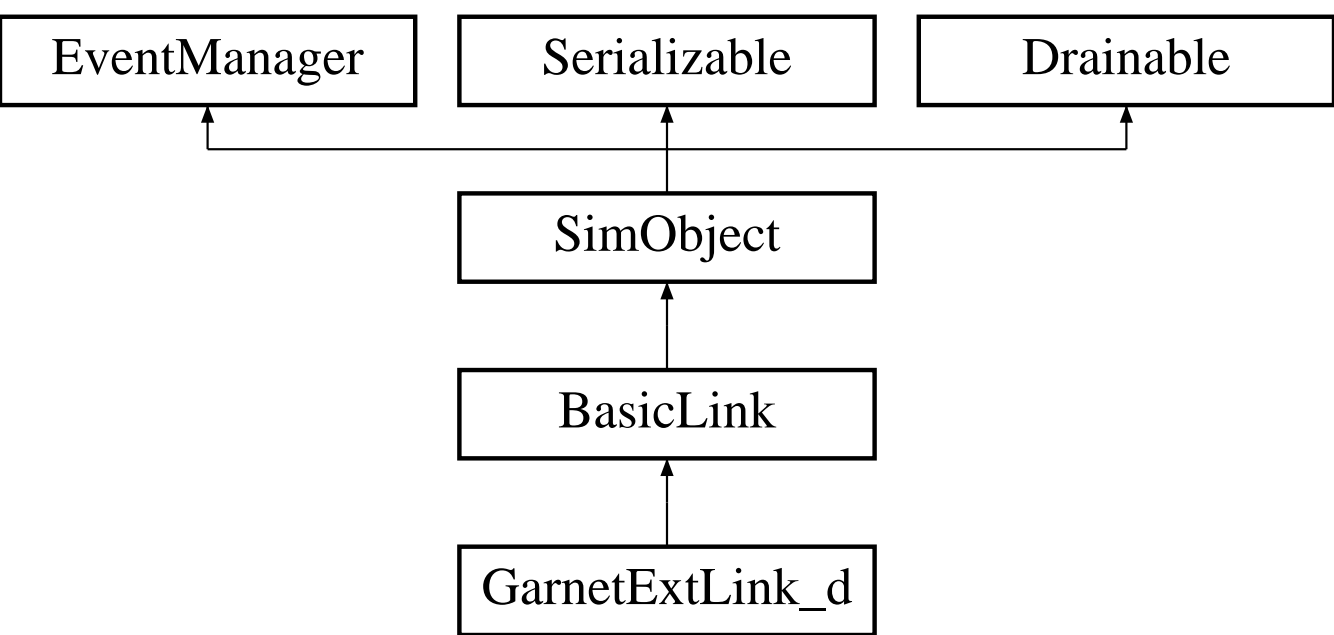 EventManager
Serializable
Drainable
SimObject
BasicLink
GarnetExtLink_d